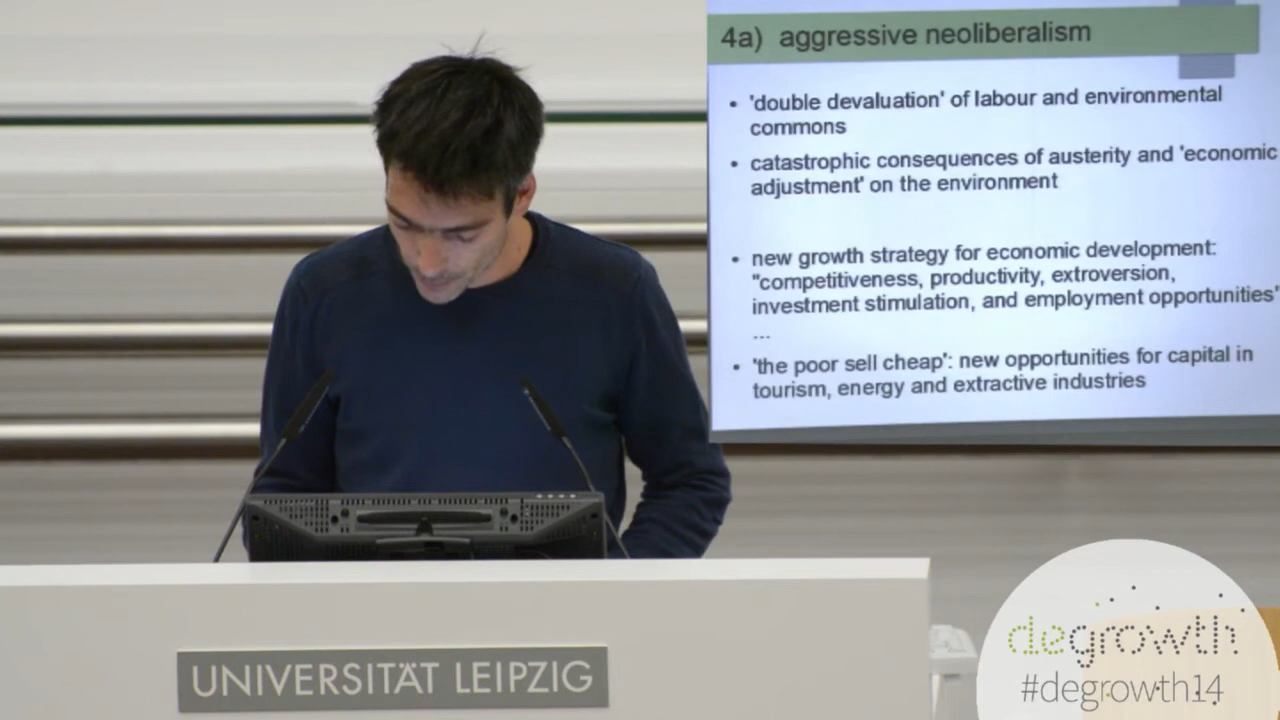 4a) aggressive neoliberalism
• 'double devaluation' of labour and environmental
commons
• catastrophic consequences of austerity and 'economic
adjustment' on the environment
• new growth strategy for economic development:
"competitiveness, productivity, extroversion,
investment stimulation, and employment opportunities"
...
• 'the poor sell cheap': new opportunities for capital in
tourism, energy and extractive industries
UNIVERSITÄT LEIPZIG
degrowth
#degrowth14